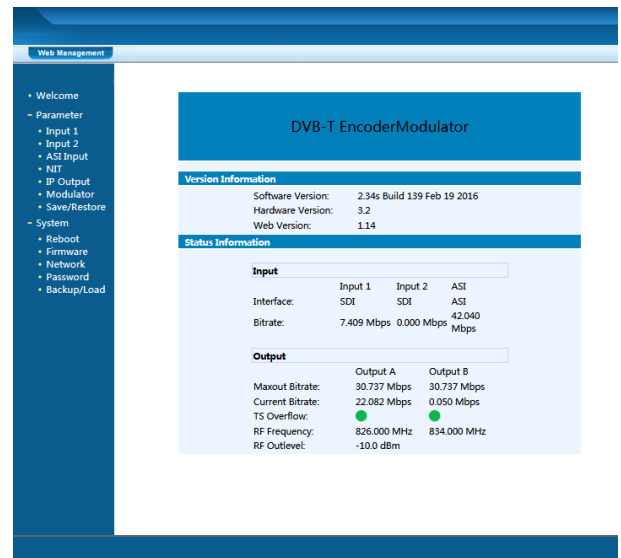 Web Management
Welcome
Parameter
Input 1
Input 2
ASI Input
NIT
IP Output
Modulator
Save/Restore
System
Reboot
Firmware
Network
Password
Backup/Load
DVB-T EncoderModulator
Version Information
Software Version: 2.34s Build 139 Feb 19 2016
Hardware Version: 3.2
Web Version: 1.14
Status Information
Input
Input 1 Input 2 ASI
Interface: SDI SDI ASI
Bitrate: 7.409 Mbps 0.000 Mbps 42.040 Mbps
Output
Output A Output B
Maxout Bitrate: 30.737 Mbps 30.737 Mbps
Current Bitrate: 22.082 Mbps 0.050 Mbps
TS Overflow:
RF Frequency: 826.000 MHz 834.000 MHz
RF Outlevel: -10.0 dBm